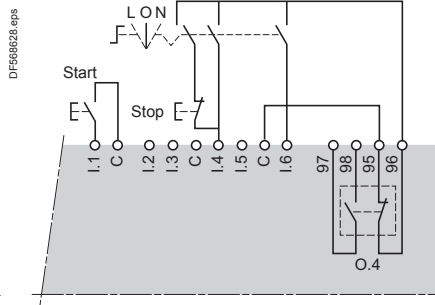 DF568628.eps
L O N
Start
Stop
I.1 C I.2 I.3 C I.4 I.5 C I.6 97 98 95 96
O.4